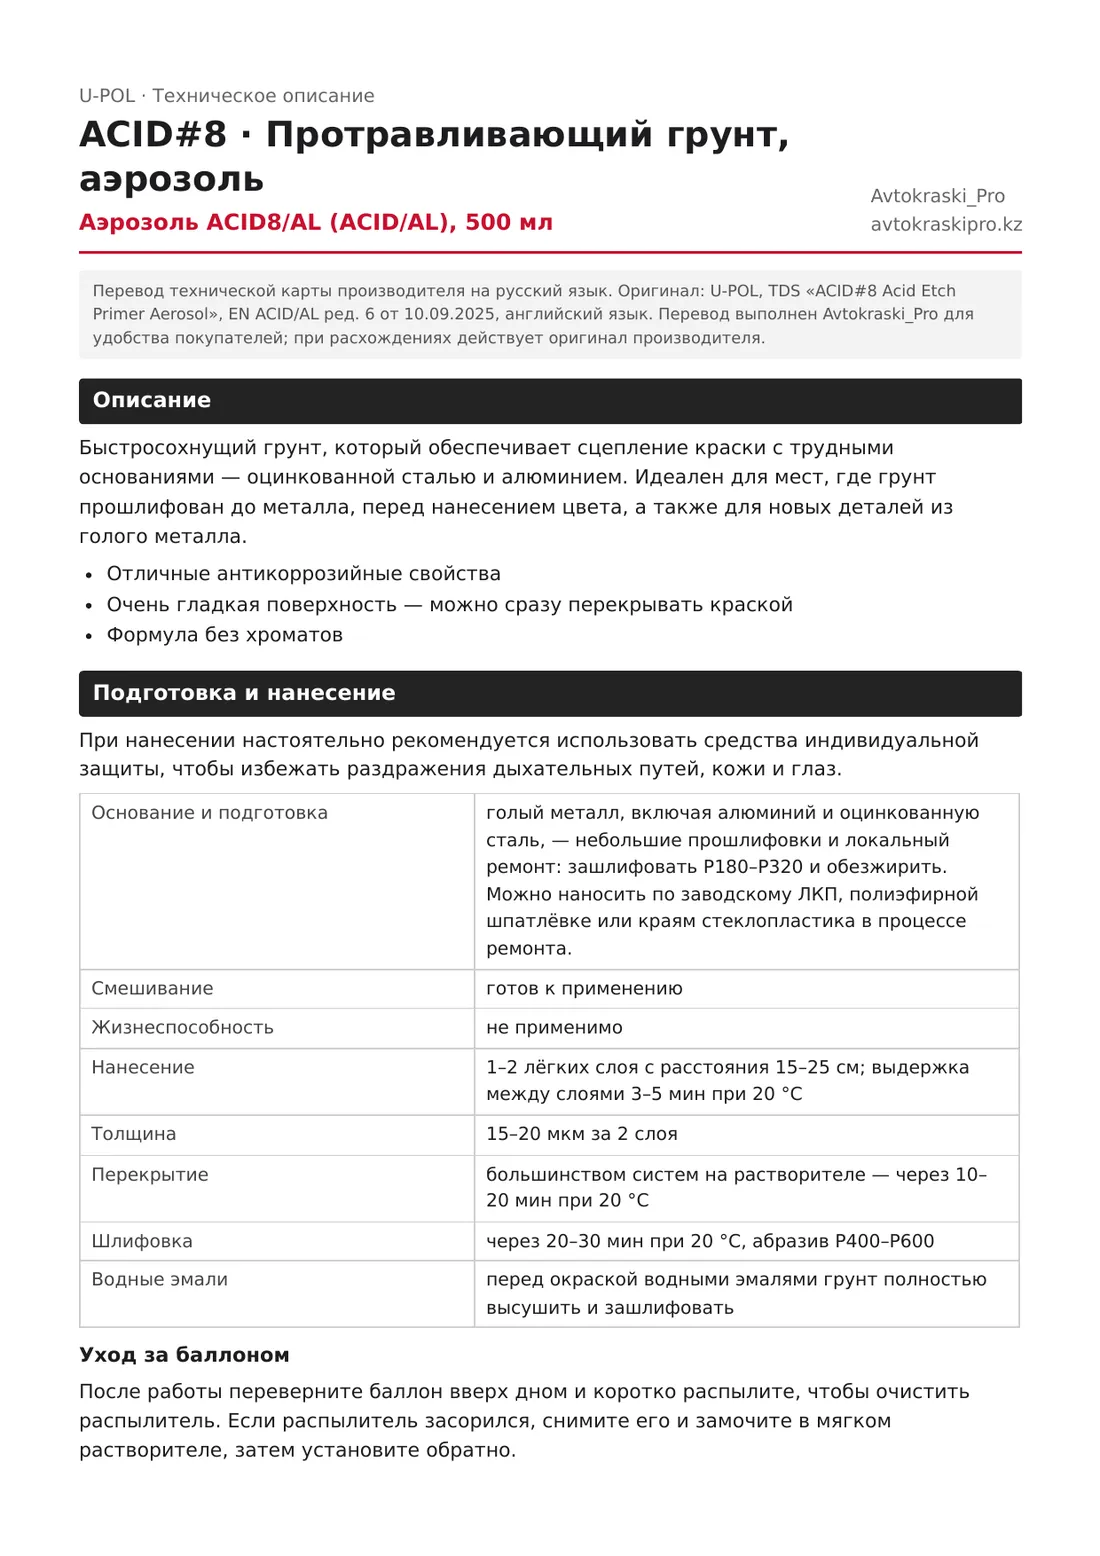 U-POL · Техническое описание
ACID#8 · Протравливающий грунт,
аэрозоль
Аэрозоль ACID8/AL (ACID/AL), 500 мл
Avtokraski_Pro
avtokraskipro.kz
Перевод технической карты производителя на русский язык. Оригинал: U-POL, TDS «ACID#8 Acid Etch
Primer Aerosol», EN ACID/AL ред. 6 от 10.09.2025, английский язык. Перевод выполнен Avtokraski_Pro для
удобства покупателей; при расхождениях действует оригинал производителя.
Описание
Быстросохнущий грунт, который обеспечивает сцепление краски с трудными
основаниями — оцинкованной сталью и алюминием. Идеален для мест, где грунт
прошлифован до металла, перед нанесением цвета, а также для новых деталей из
голого металла.
• Отличные антикоррозийные свойства
• Очень гладкая поверхность — можно сразу перекрывать краской
• Формула без хроматов
Подготовка и нанесение
При нанесении настоятельно рекомендуется использовать средства индивидуальной
защиты, чтобы избежать раздражения дыхательных путей, кожи и глаз.
Основание и подготовка
голый металл, включая алюминий и оцинкованную
сталь, — небольшие прошлифовки и локальный
ремонт: зашлифовать P180–P320 и обезжирить.
Можно наносить по заводскому ЛКП, полиэфирной
шпатлёвке или краям стеклопластика в процессе
ремонта.
Смешивание
готов к применению
Жизнеспособность
не применимо
Нанесение
1–2 лёгких слоя с расстояния 15–25 см; выдержка
между слоями 3–5 мин при 20 °C
Толщина
15–20 мкм за 2 слоя
Перекрытие
большинством систем на растворителе — через 10–
20 мин при 20 °C
Шлифовка
через 20–30 мин при 20 °C, абразив P400–P600
Водные эмали
перед окраской водными эмалями грунт полностью
высушить и зашлифовать
Уход за баллоном
После работы переверните баллон вверх дном и коротко распылите, чтобы очистить
распылитель. Если распылитель засорился, снимите его и замочите в мягком
растворителе, затем установите обратно.